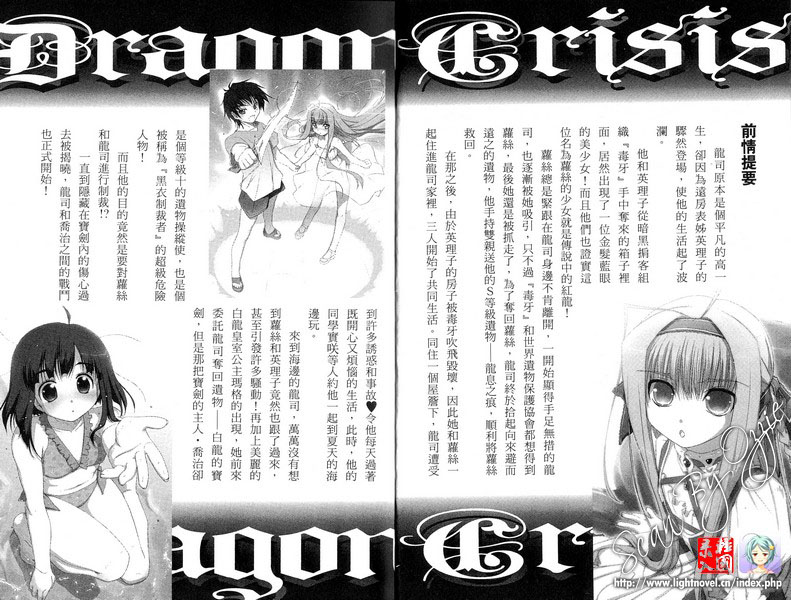 Dragon Crisis
前情提要
龍司原本是個平凡的高一
生，卻因為遠房表姊英理子的
驟然登場，使他的生活起了波
瀾。
他和英理子從暗黑掮客組
織『毒牙』手中奪來的箱子裡
面，居然出現了一位金髮藍眼
的美少女！而且他們也證實這
位名為蘿絲的少女就是傳說中的紅龍！
蘿絲總是緊跟在龍司身邊不肯離開，一開始顯得手足無措的龍
司，也逐漸被她吸引，只不過『毒牙』和世界遺物保護協會都想得到
蘿絲，最後她還是被抓走了，為了奪回蘿絲，龍司終於拾起向來避而
遠之的遺物，他手持雙親送他的S等級遺物——龍息之痕，順利將蘿絲
救回。
在那之後，由於英理子的房子被毒牙吹飛毀壞，因此她和蘿絲一
起住進龍司家裡，三人開始了共同生活。同住一個屋簷下，龍司遭受
到許多誘惑和事故♥令他每天過著
既開心又煩惱的生活，此時，他的
同學實咲等人約他一起到夏天的海
邊玩。
來到海邊的龍司，萬萬沒有想
到蘿絲和英理子竟然也跟了過來，
甚至引發許多騷動！再加上美麗的
白龍皇室公主瑪格的出現，她前來
委託龍司奪回遺物——白龍的寶
劍，但是那把寶劍的主人・喬治卻
是個等級十的遺物操縱使，也是個
被稱為『黑衣制裁者』的超級危險
人物！
而且他的目的竟然是要對蘿絲
和龍司進行制裁!?
一直到隱藏在寶劍內的傷心過
去被揭曉，龍司和喬治之間的戰鬥
也正式開始！
Scan By Ozzie
http://www.lightnovel.cn/index.php